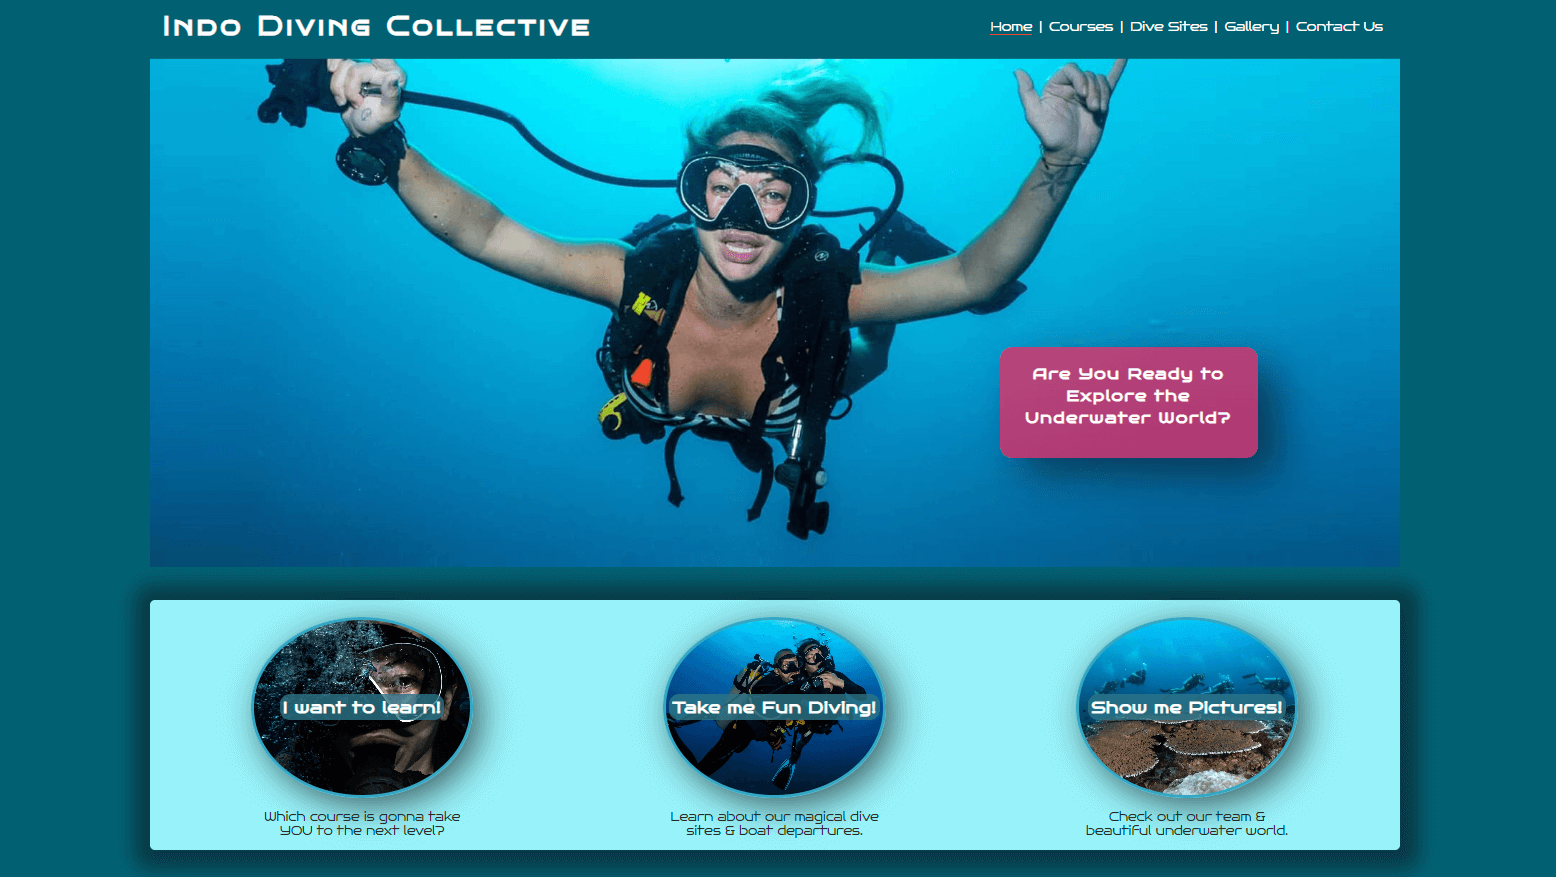 Indo Diving Collective
Home | Courses | Dive Sites | Gallery | Contact Us
Are You Ready to
Explore the
Underwater World?
I want to learn!
Take me Fun Diving!
Show me Pictures!
Which course is gonna take
YOU to the next level?
Learn about our magical dive
sites & boat departures.
Check out our team &
beautiful underwater world.